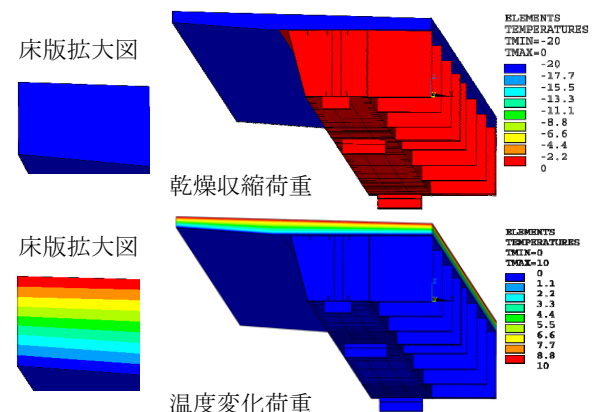 床版拡大図
乾燥収縮荷重
ELEMENTS
TEMPERATURES
TMIN=-20
TMAX=0
-20
-17.7
-15.5
-13.3
-11.1
-8.8
-6.6
-4.4
-2.2
0
床版拡大図
温度変化荷重
ELEMENTS
TEMPERATURES
TMIN=0
TMAX=10
0
1.1
2.2
3.3
4.4
5.5
6.6
7.7
8.8
10